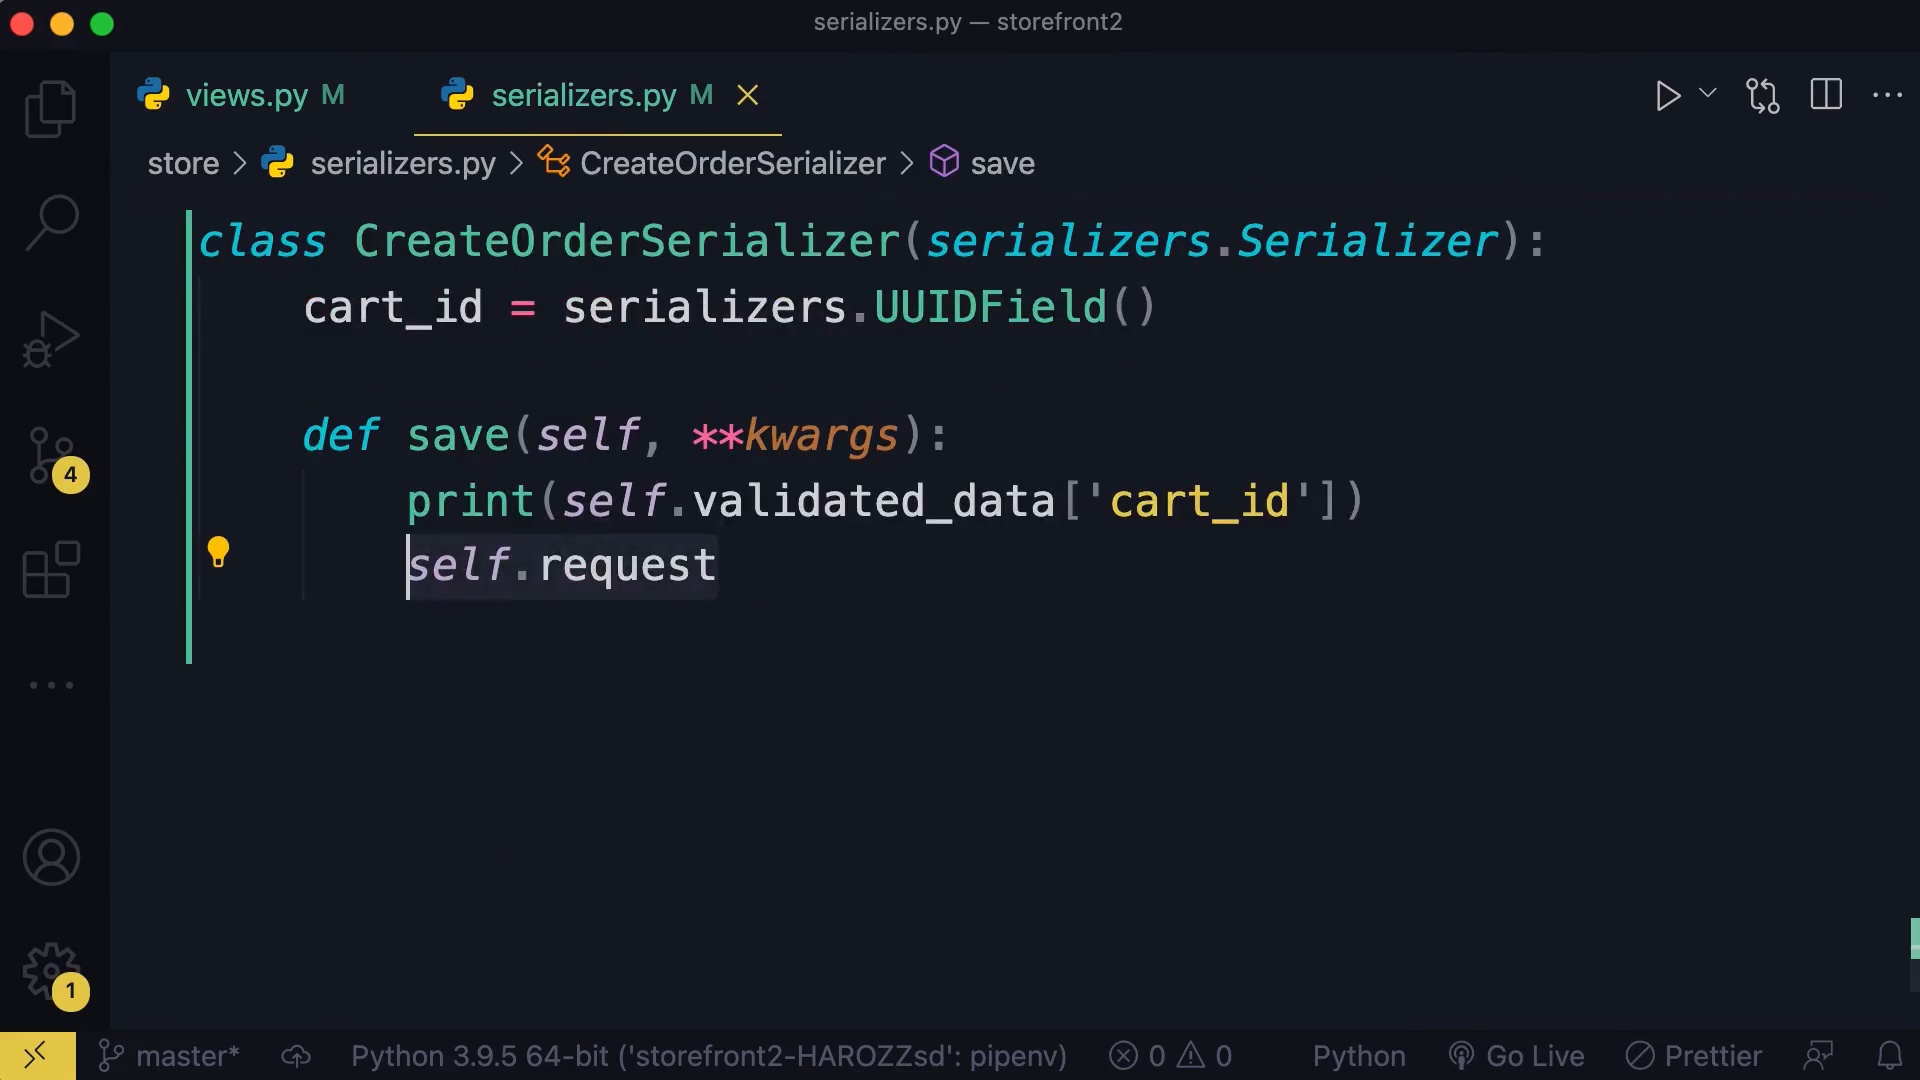 serializers.py — storefront2
views.py M serializers.py M
store > serializers.py > CreateOrderSerializer > save
class CreateOrderSerializer(serializers.Serializer):
cart_id = serializers.UUIDField()
def save(self, **kwargs):
print(self.validated_data['cart_id'])
self.request
4
1
master* Python 3.9.5 64-bit ('storefront2-HAROZZsd': pipenv) 0 0 Python Go Live Prettier